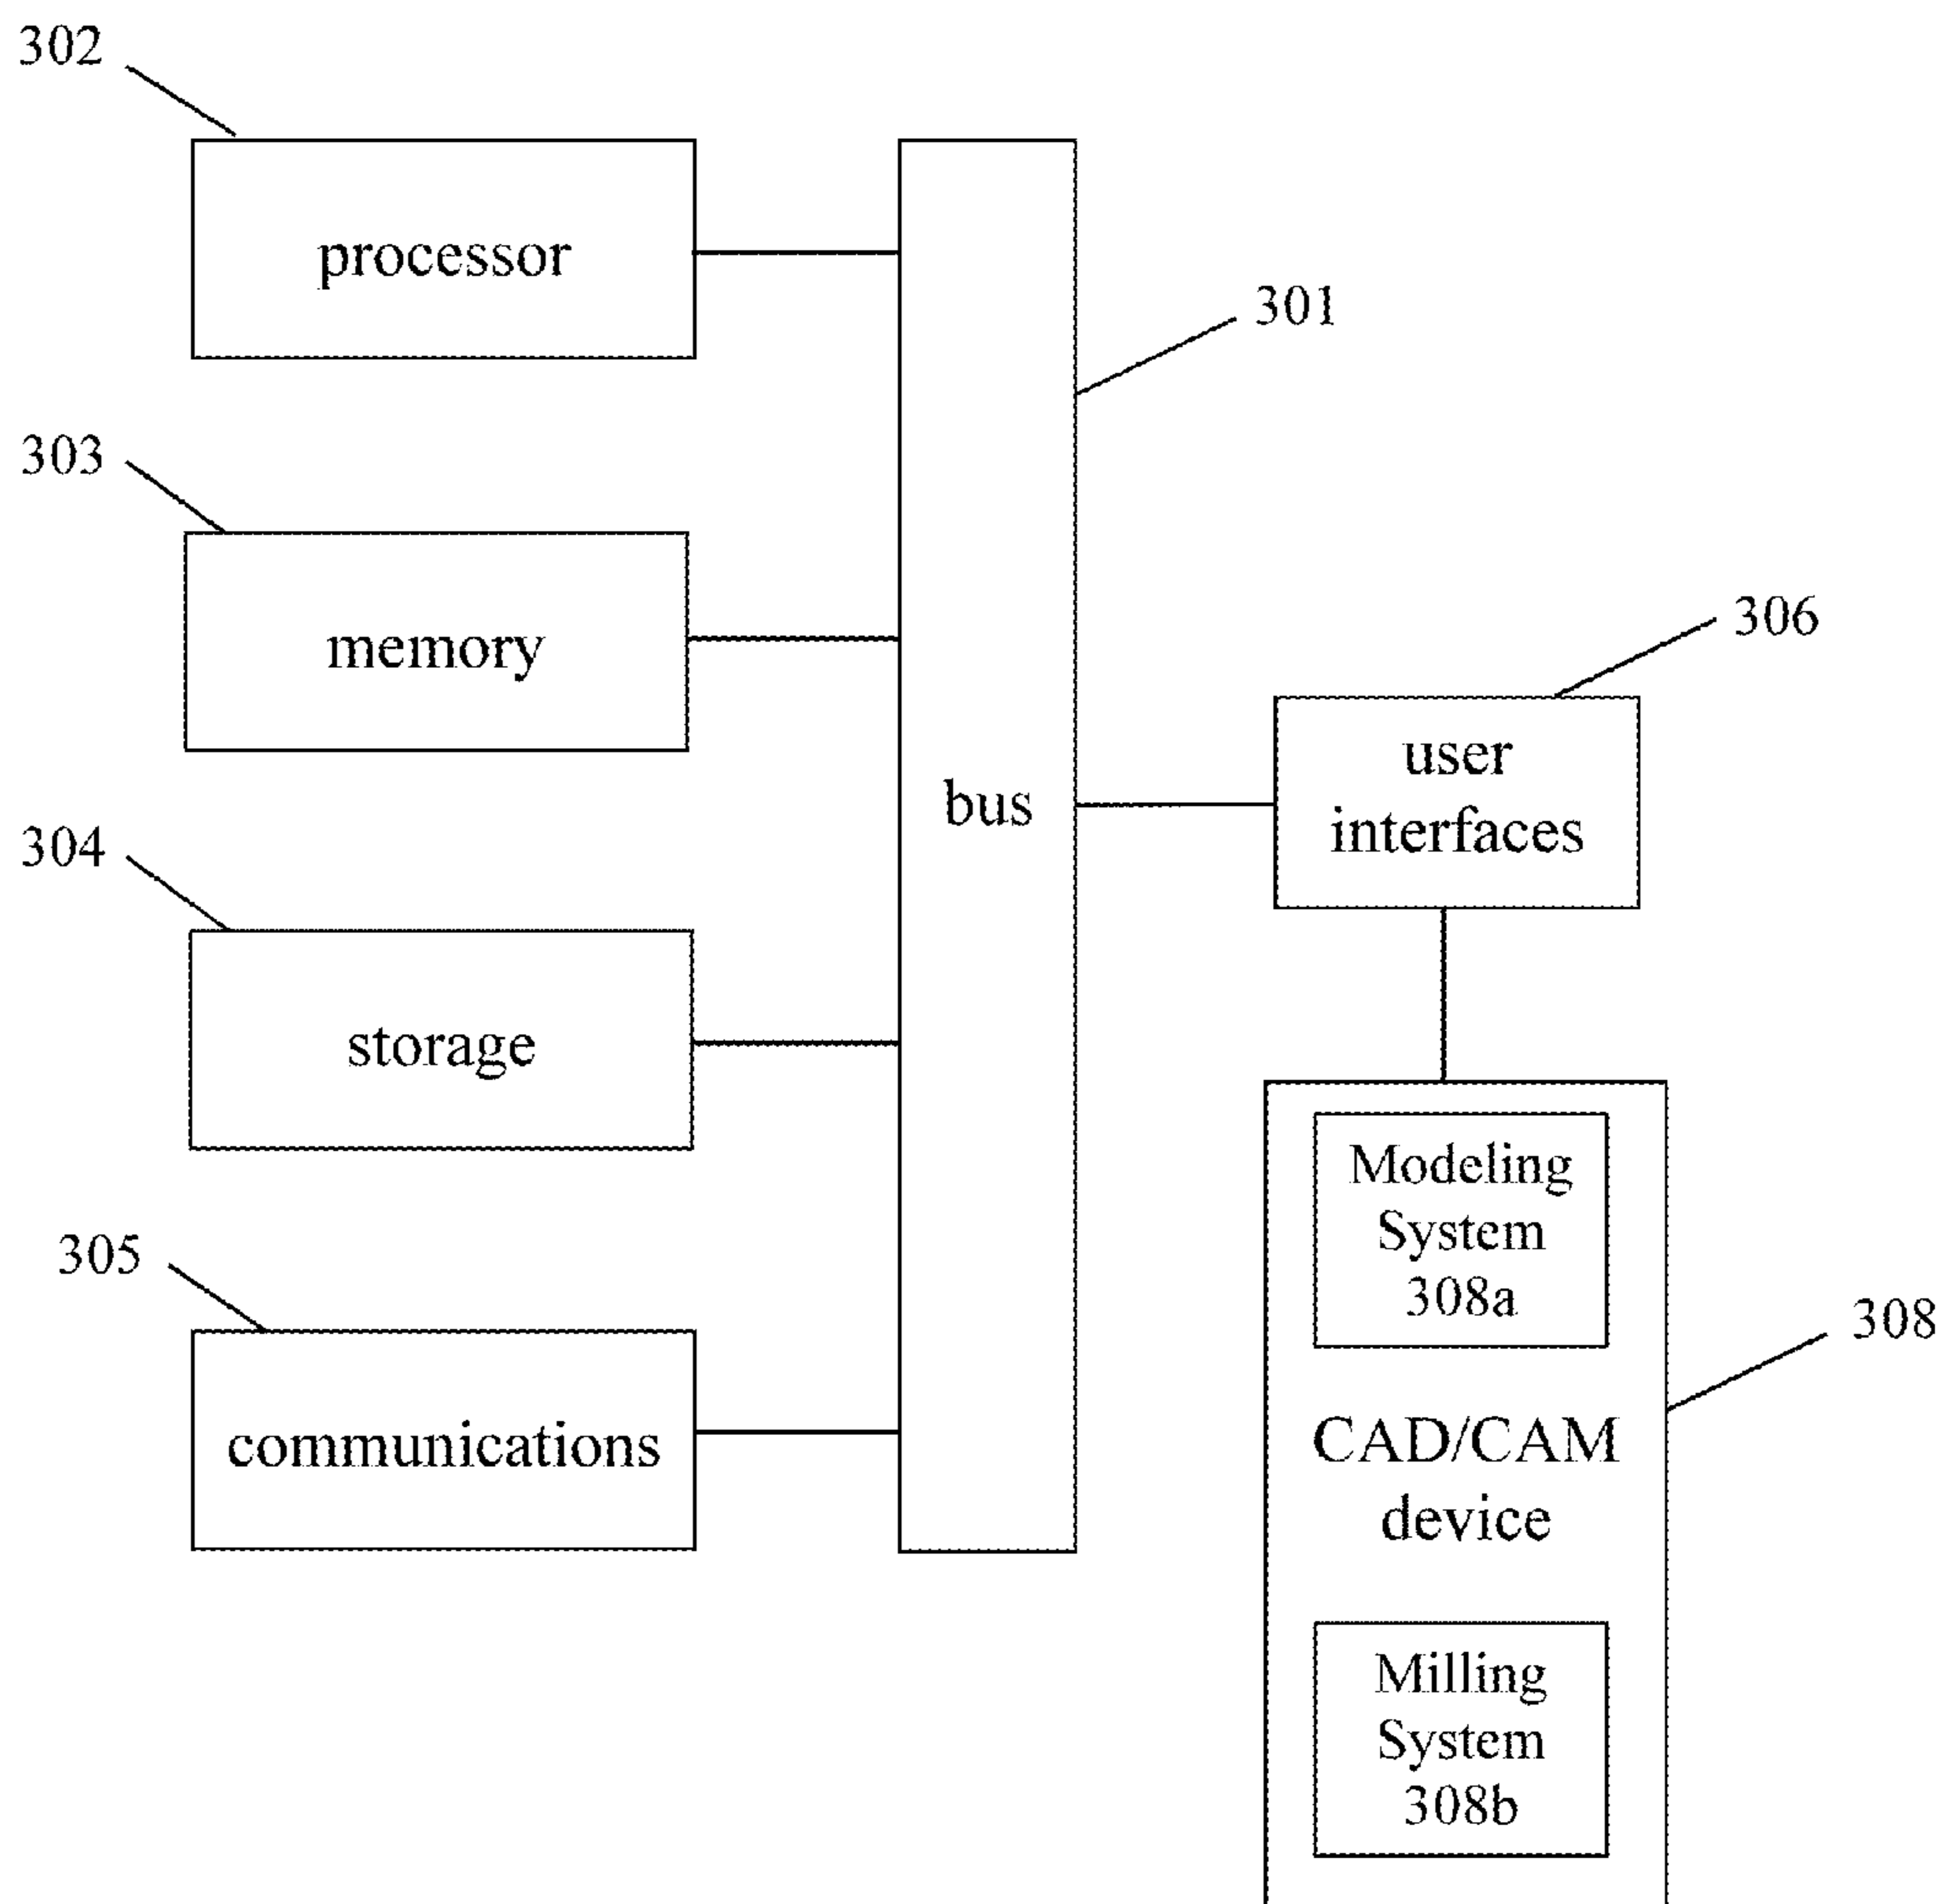 302
processor
301
303
memory
306
user
interfaces
bus
304
storage
Modeling
System
308a
305
communications
308
CAD/CAM
device
Milling
System
308b